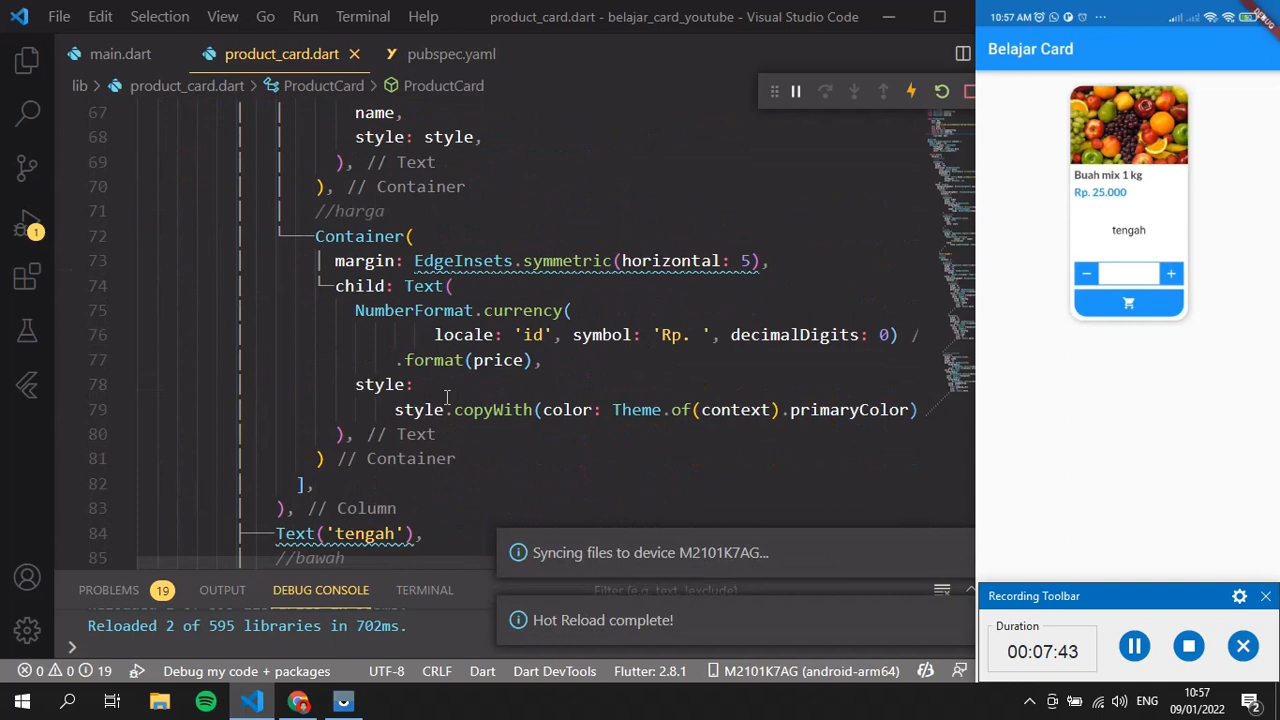 File Edit Selection View Go Run Terminal Help product_card.dart - belajar_card_youtube - Visual Studio Code
main.dart product_card.dart pubspec.yaml
lib > product_card.dart > ProductCard > ProductCard
67 name,
68 style: style,
69 ), // Text
70 ), // Container
71 //harga
72 Container(
73 margin: EdgeInsets.symmetric(horizontal: 5),
74 child: Text(
75 NumberFormat.currency(
76 locale: 'id', symbol: 'Rp. ', decimalDigits: 0) /
77 .format(price),
78 style:
79 style.copyWith(color: Theme.of(context).primaryColor)
80 ), // Text
81 ) // Container
82 ],
83 ), // Column
84 Text('tengah'),
85 //bawah
1
Syncing files to device M2101K7AG...
Hot Reload complete!
PROBLEMS 19 OUTPUT DEBUG CONSOLE TERMINAL
Filter (e.g. text, !exclude)
Reloaded 2 of 595 libraries in 702ms.
>
0 0 19 Debug my code + packages UTF-8 CRLF Dart Dart DevTools Flutter: 2.8.1 M2101K7AG (android-arm64)
10:57 AM
DEBUG
Belajar Card
Buah mix 1 kg
Rp. 25.000
tengah
− +
Recording Toolbar
Duration
00:07:43
ENG
10:57
09/01/2022
2